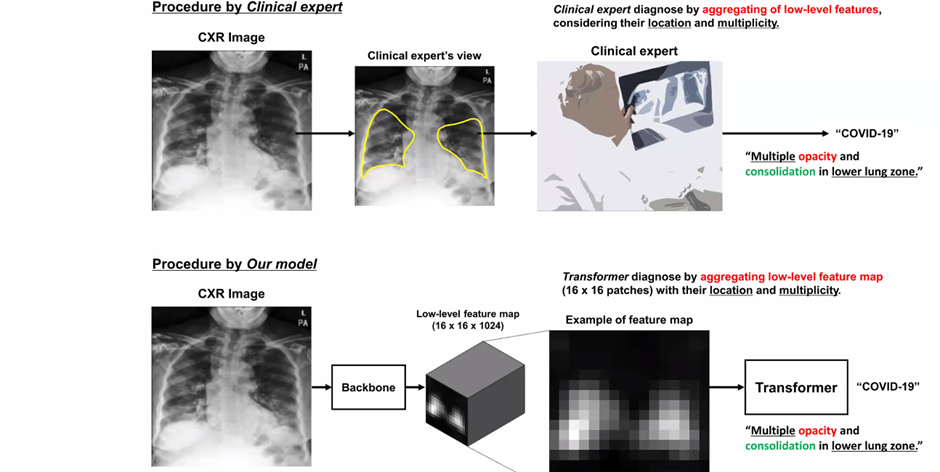 Procedure by Clinical expert
Clinical expert diagnose by aggregating of low-level features,
considering their location and multiplicity.
CXR Image
Clinical expert's view
Clinical expert
L
PA
L
PA
"COVID-19"
"Multiple opacity and
consolidation in lower lung zone."
Procedure by Our model
Transformer diagnose by aggregating low-level feature map
(16 x 16 patches) with their location and multiplicity.
CXR Image
Low-level feature map
(16 x 16 x 1024)
Example of feature map
L
PA
Backbone
Transformer
"COVID-19"
"Multiple opacity and
consolidation in lower lung zone."